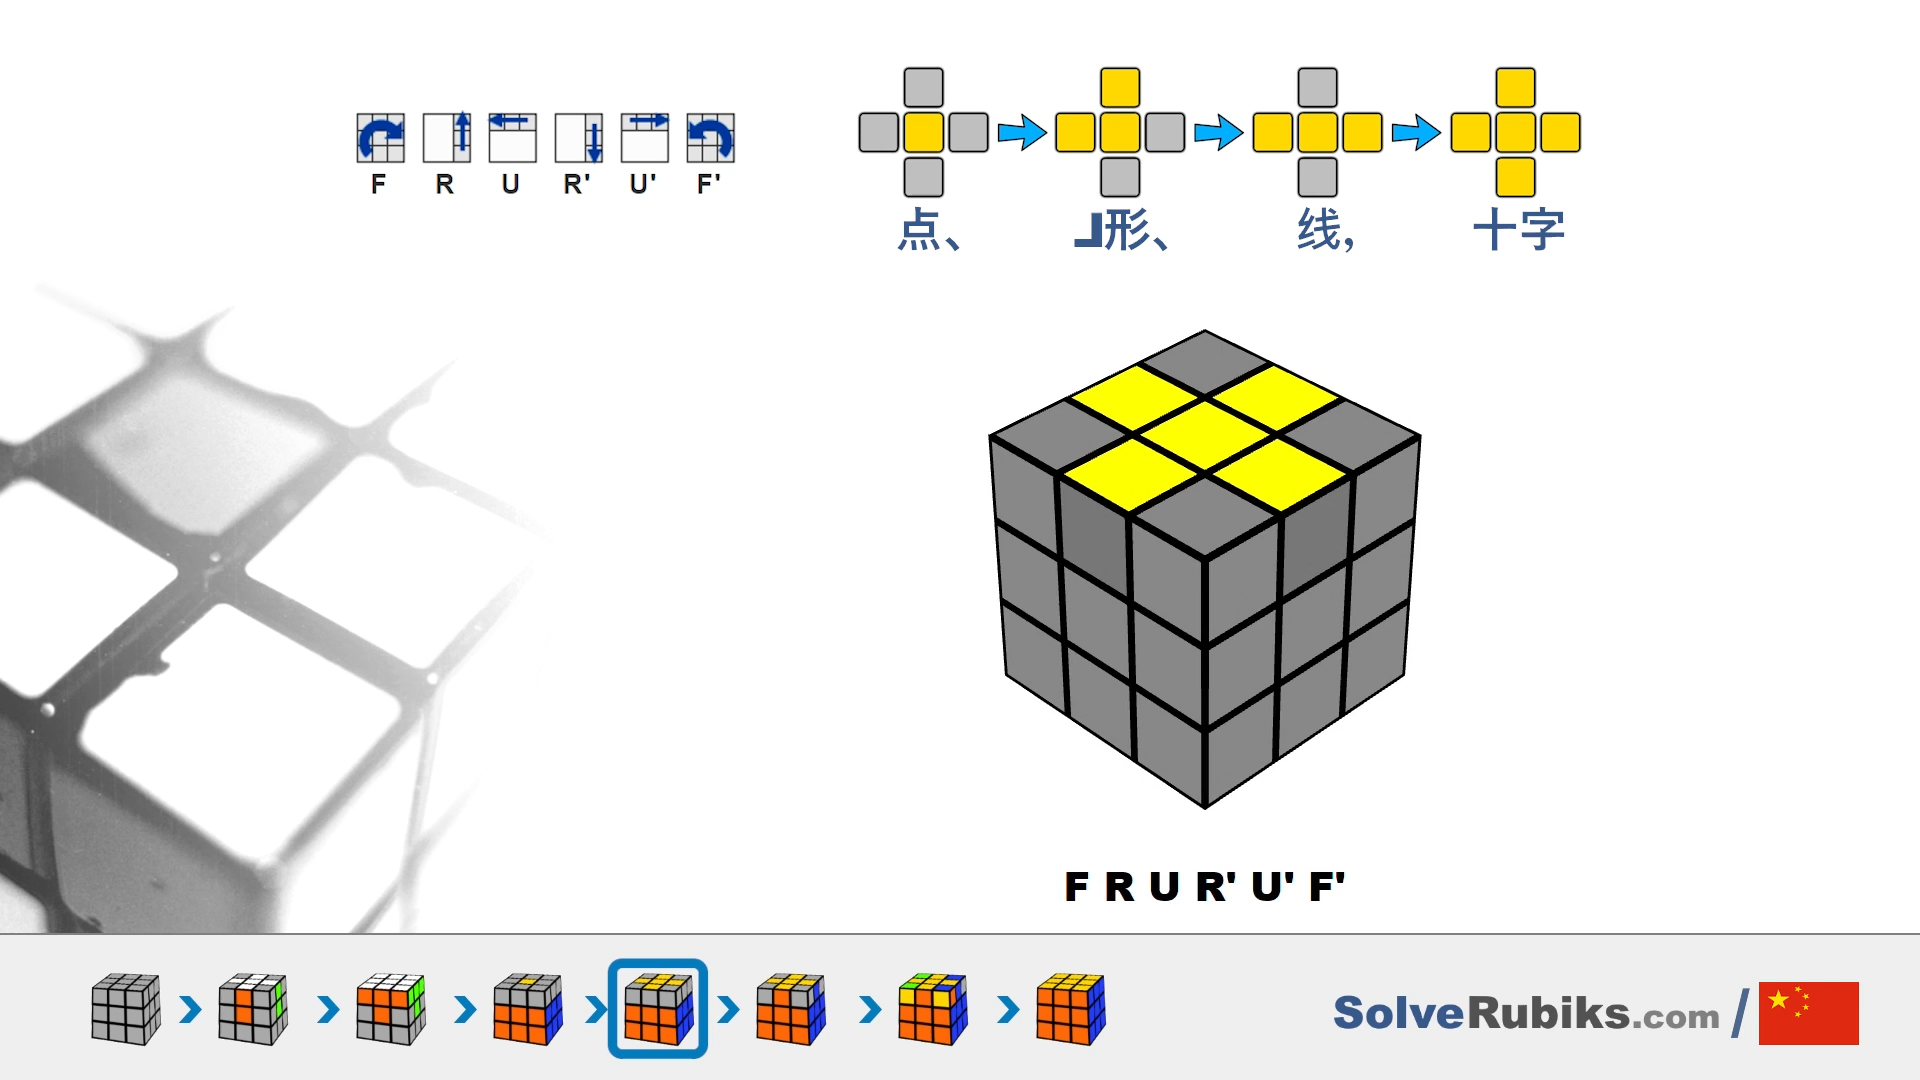 F R U R' U' F'
点、 ┛形、 线, 十字
F R U R' U' F'
SolveRubiks.com /